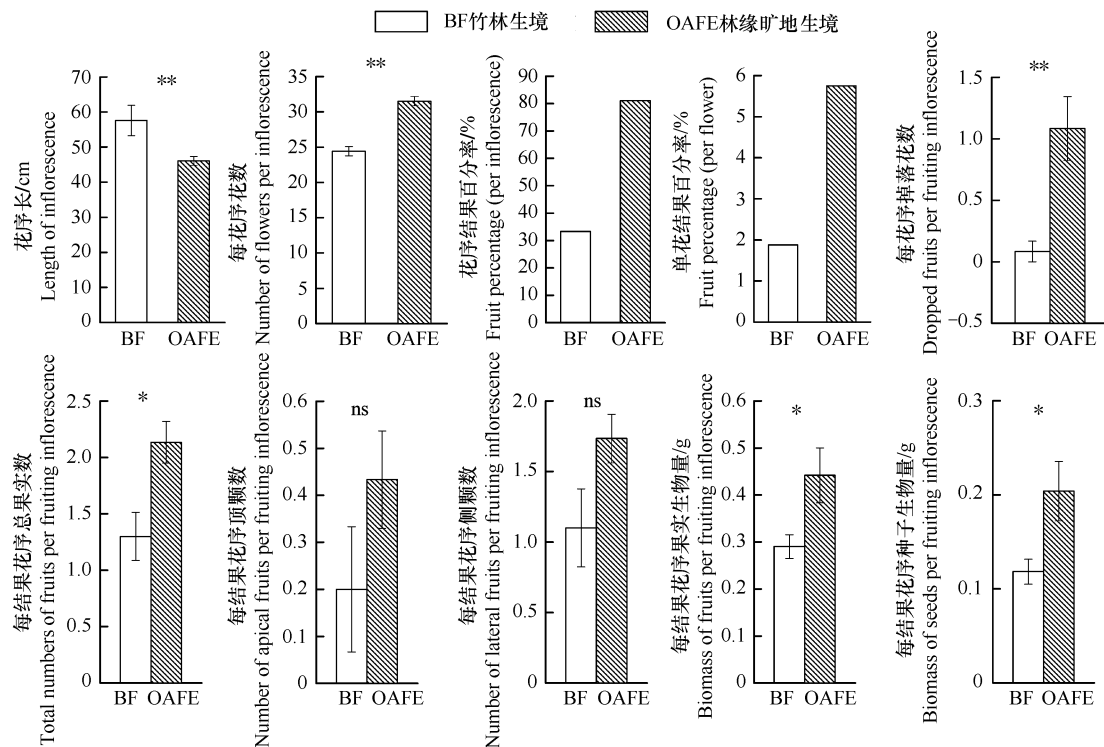 BF竹林生境
OAFE林缘旷地生境
花序长/cm
Length of inflorescence
70
60
50
40
30
20
10
0
**
BF
OAFE
每花序花数
Number of flowers per inflorescence
35
30
25
20
15
10
5
0
**
BF
OAFE
花序结果百分率/%
Fruit percentage (per inflorescence)
90
80
70
60
50
40
30
20
10
0
BF
OAFE
单花结果百分率/%
Fruit percentage (per flower)
6
5
4
3
2
1
0
BF
OAFE
每花序掉落花数
Dropped fruits per fruiting inflorescence
1.5
1.0
0.5
0
−0.5
**
BF
OAFE
每结果花序总果实数
Total numbers of fruits per fruiting inflorescence
2.5
2.0
1.5
1.0
0.5
0
*
BF
OAFE
每结果花序顶颗数
Number of apical fruits per fruiting inflorescence
0.6
0.5
0.4
0.3
0.2
0.1
0
ns
BF
OAFE
每结果花序侧颗数
Number of lateral fruits per fruiting inflorescence
2.0
1.5
1.0
0.5
0
ns
BF
OAFE
每结果花序果实生物量/g
Biomass of fruits per fruiting inflorescence
0.6
0.5
0.4
0.3
0.2
0.1
0
*
BF
OAFE
每结果花序种子生物量/g
Biomass of seeds per fruiting inflorescence
0.3
0.2
0.1
0
*
BF
OAFE